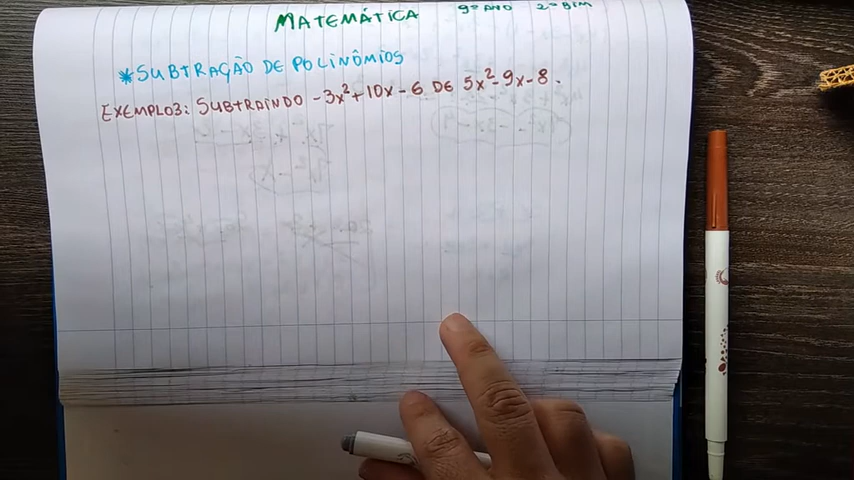 MATEMÁTICA 9º ANO 2º BIM
*SUBTRAÇÃO DE POLINÔMIOS
EXEMPLO3: SUBTRAINDO -3x²+10x-6 DE 5x²-9x-8.